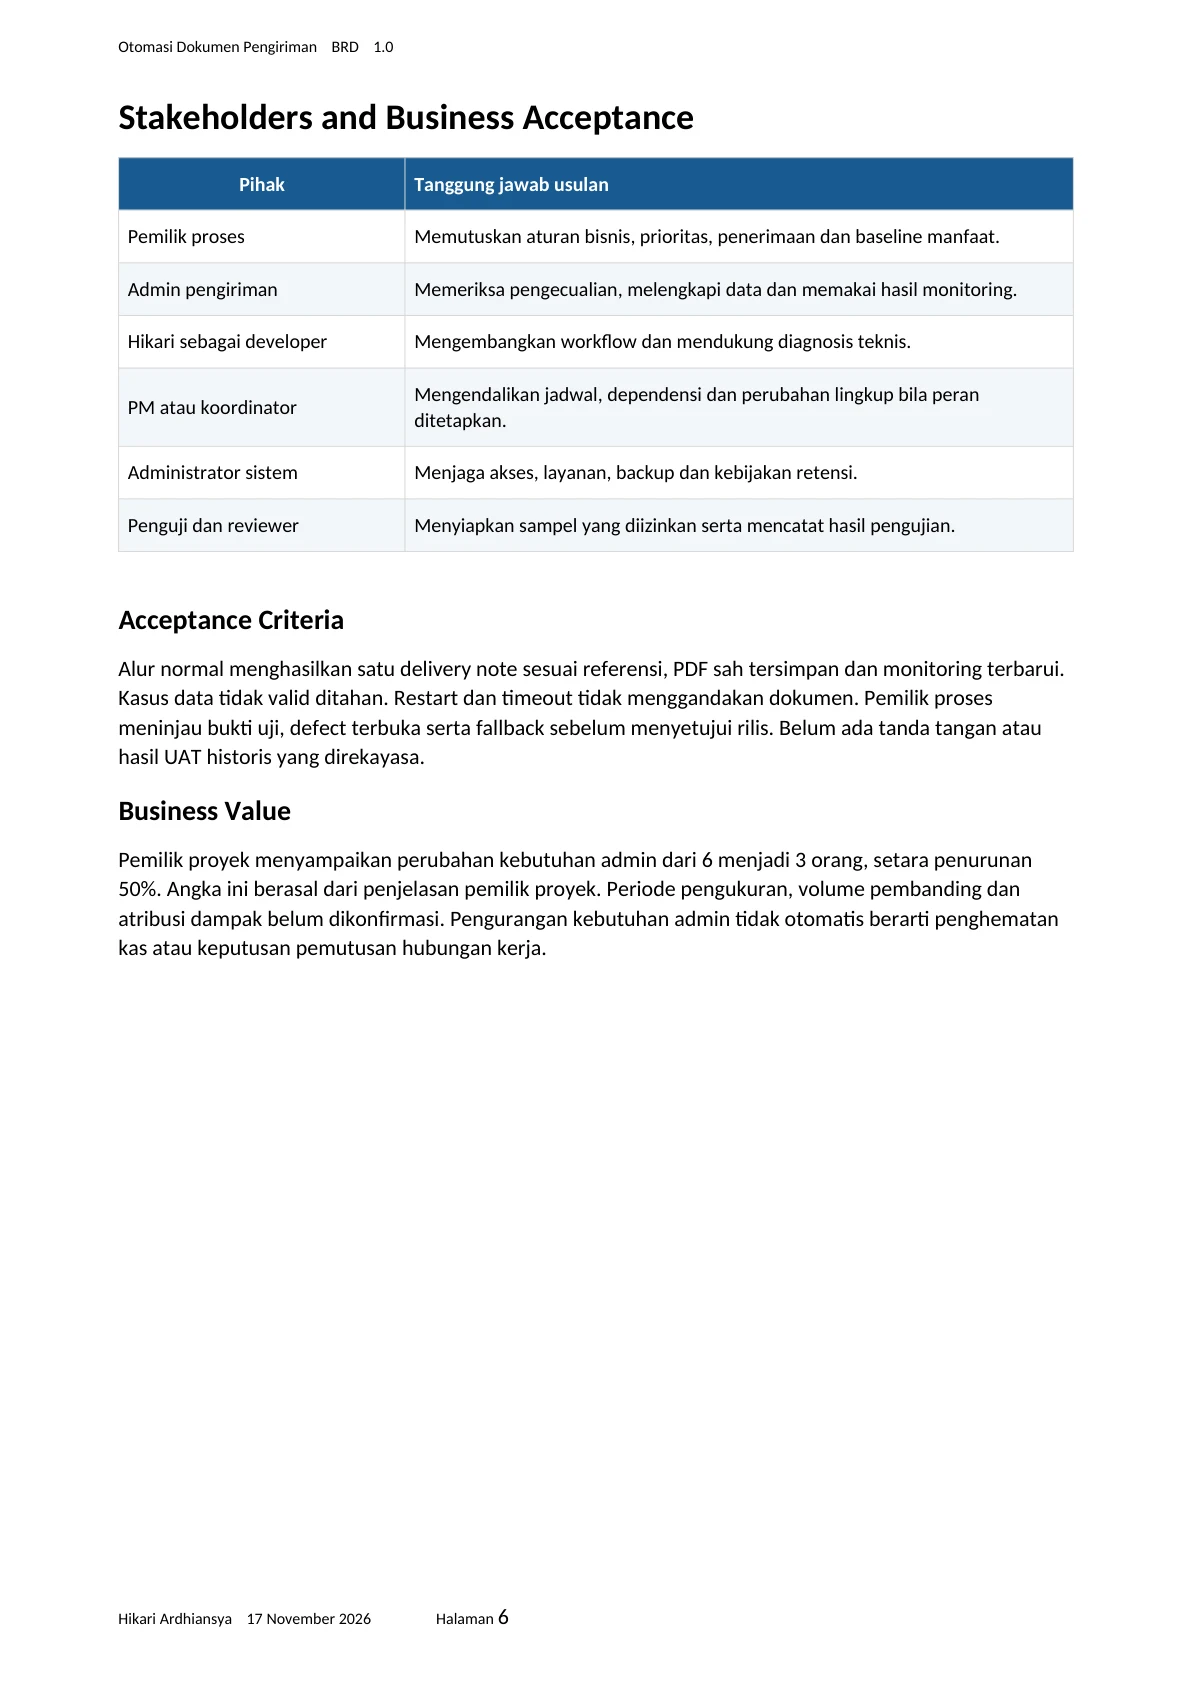 Otomasi Dokumen Pengiriman BRD 1.0
Stakeholders and Business Acceptance
Pihak Tanggung jawab usulan
Pemilik proses Memutuskan aturan bisnis, prioritas, penerimaan dan baseline manfaat.
Admin pengiriman Memeriksa pengecualian, melengkapi data dan memakai hasil monitoring.
Hikari sebagai developer Mengembangkan workflow dan mendukung diagnosis teknis.
PM atau koordinator Mengendalikan jadwal, dependensi dan perubahan lingkup bila peran
ditetapkan.
Administrator sistem Menjaga akses, layanan, backup dan kebijakan retensi.
Penguji dan reviewer Menyiapkan sampel yang diizinkan serta mencatat hasil pengujian.
Acceptance Criteria
Alur normal menghasilkan satu delivery note sesuai referensi, PDF sah tersimpan dan monitoring terbarui.
Kasus data tidak valid ditahan. Restart dan timeout tidak menggandakan dokumen. Pemilik proses
meninjau bukti uji, defect terbuka serta fallback sebelum menyetujui rilis. Belum ada tanda tangan atau
hasil UAT historis yang direkayasa.
Business Value
Pemilik proyek menyampaikan perubahan kebutuhan admin dari 6 menjadi 3 orang, setara penurunan
50%. Angka ini berasal dari penjelasan pemilik proyek. Periode pengukuran, volume pembanding dan
atribusi dampak belum dikonfirmasi. Pengurangan kebutuhan admin tidak otomatis berarti penghematan
kas atau keputusan pemutusan hubungan kerja.
Hikari Ardhiansya 17 November 2026 Halaman 6